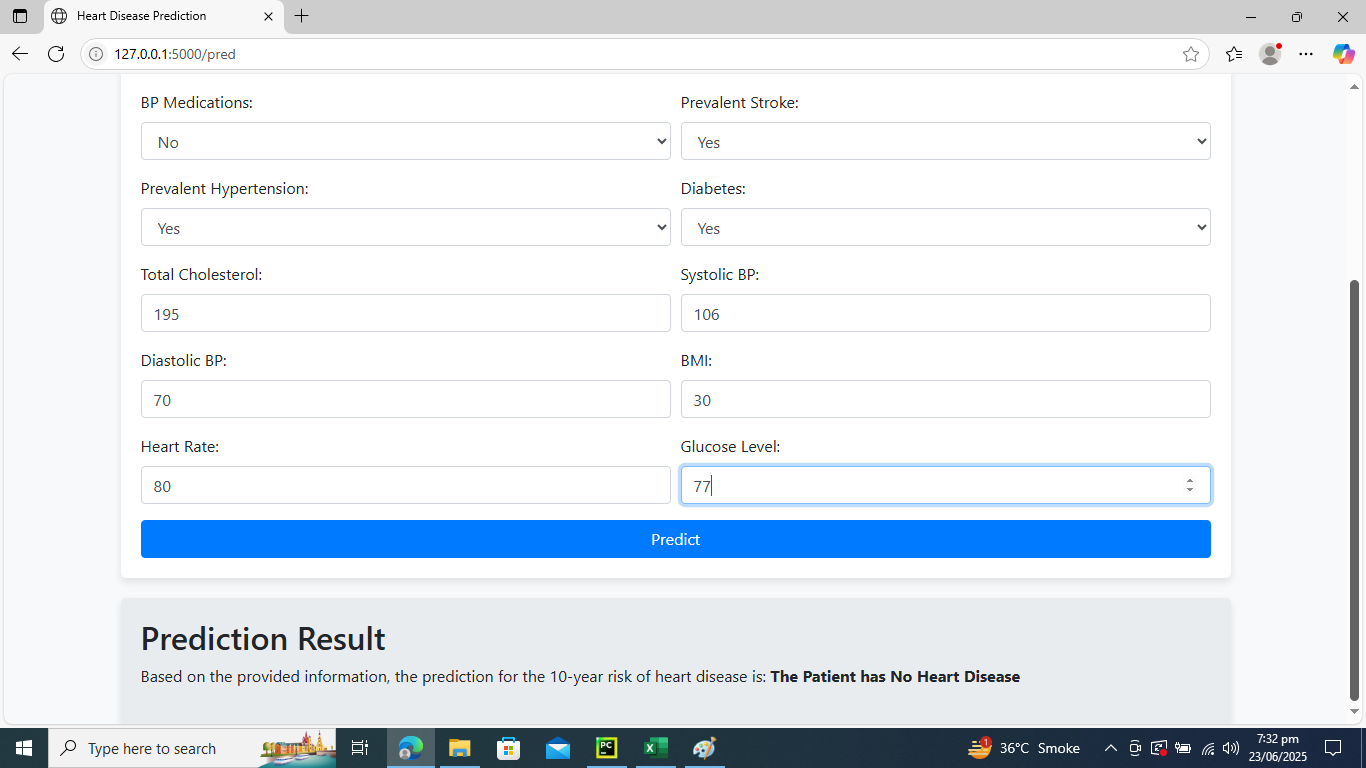 Heart Disease Prediction
127.0.0.1:5000/pred
BP Medications: Prevalent Stroke:
No Yes
Prevalent Hypertension: Diabetes:
Yes Yes
Total Cholesterol: Systolic BP:
195 106
Diastolic BP: BMI:
70 30
Heart Rate: Glucose Level:
80 77
Predict
Prediction Result
Based on the provided information, the prediction for the 10-year risk of heart disease is: The Patient has No Heart Disease
Type here to search
PC
1
36°C Smoke
7:32 pm
23/06/2025